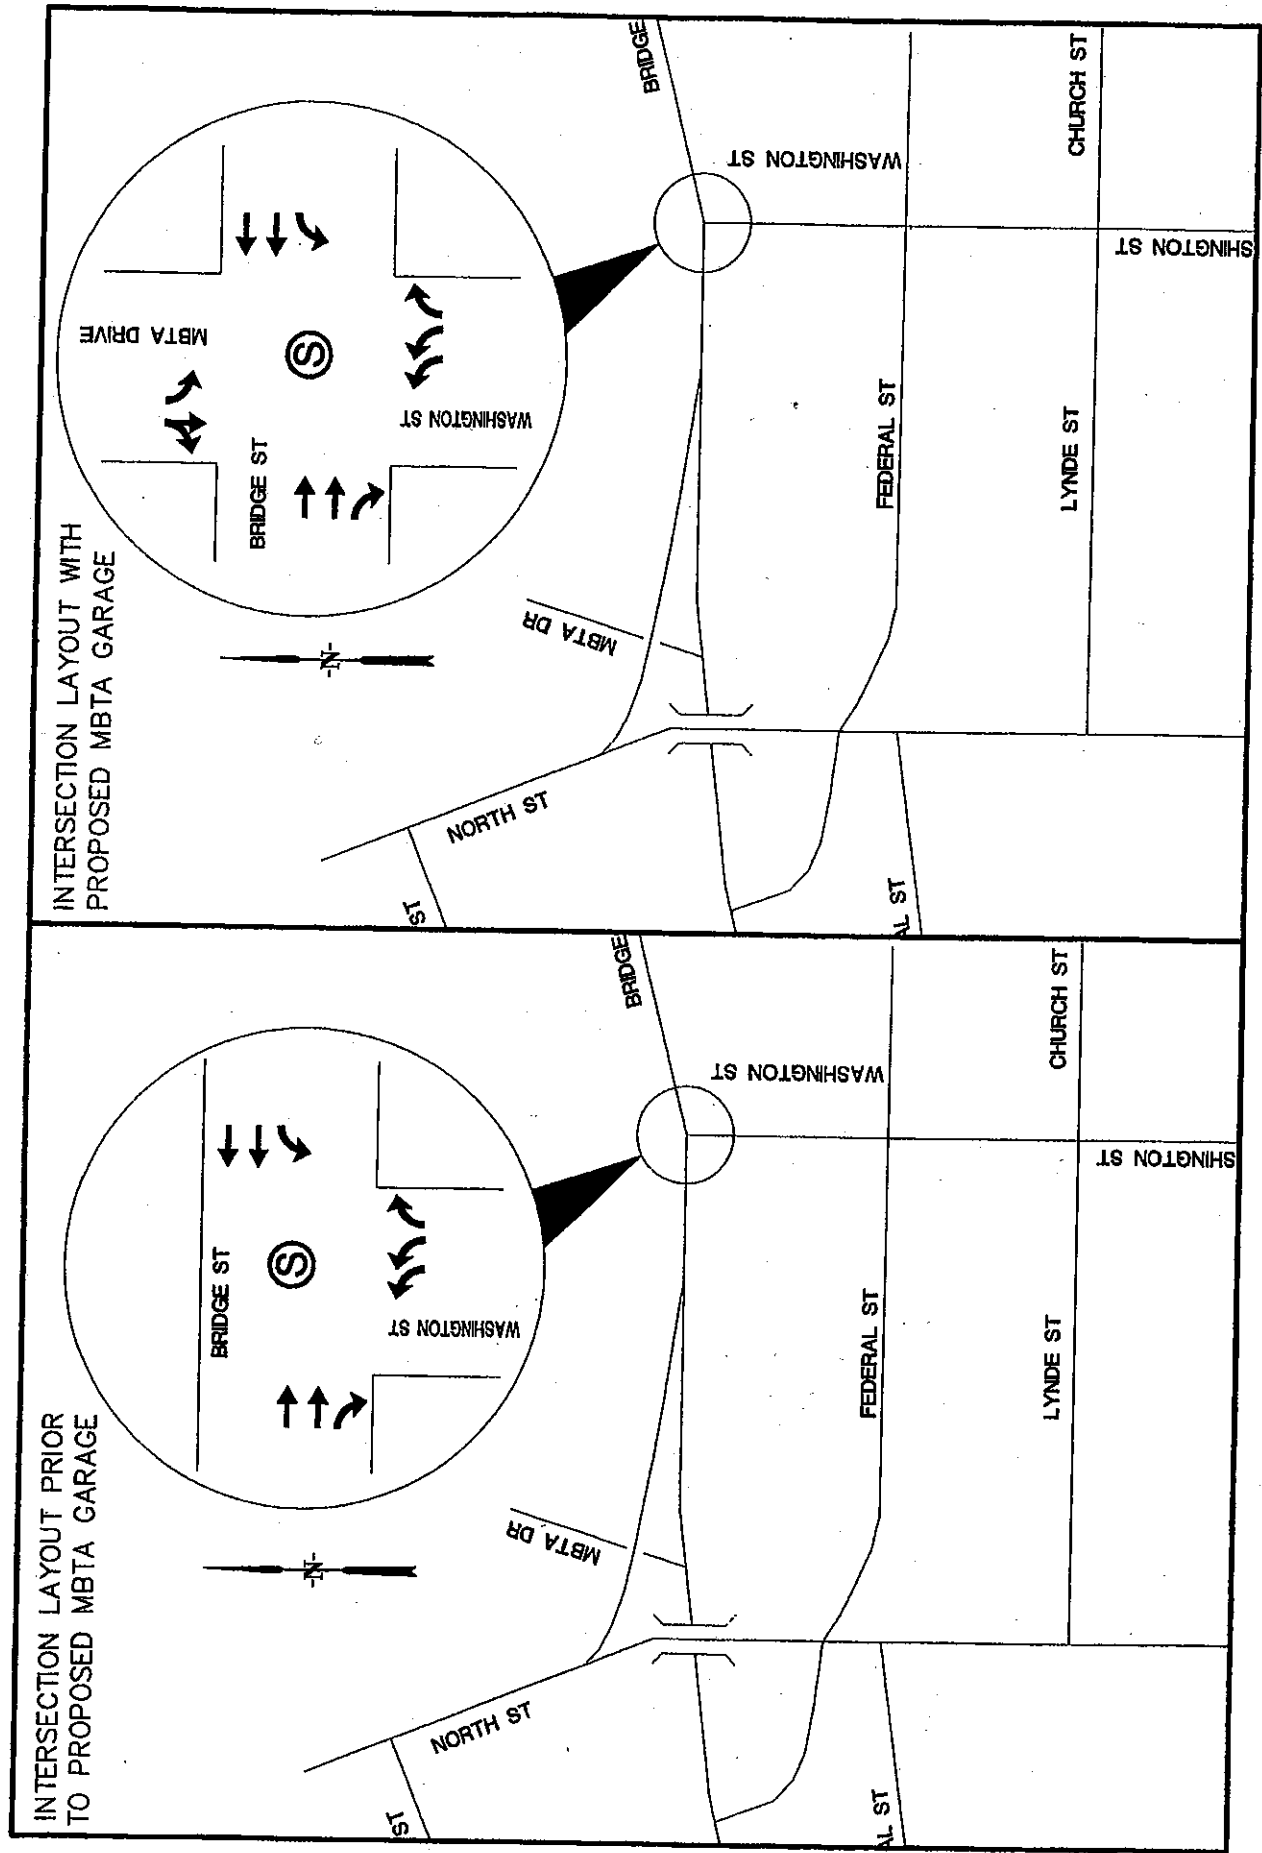 INTERSECTION LAYOUT PRIOR
TO PROPOSED MBTA GARAGE
BRIDGE ST
S
WASHINGTON ST
-N-
MBTA DR
NORTH ST
ST
AL ST
BRIDGE
WASHINGTON ST
FEDERAL ST
LYNDE ST
CHURCH ST
SHINGTON ST
INTERSECTION LAYOUT WITH
PROPOSED MBTA GARAGE
MBTA DRIVE
BRIDGE ST
S
WASHINGTON ST
-N-
MBTA DR
NORTH ST
ST
AL ST
BRIDGE
WASHINGTON ST
FEDERAL ST
LYNDE ST
CHURCH ST
SHINGTON ST